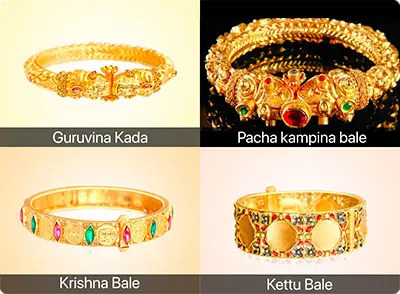 Guruvina Kada
Pacha kampina bale
Krishna Bale
Kettu Bale